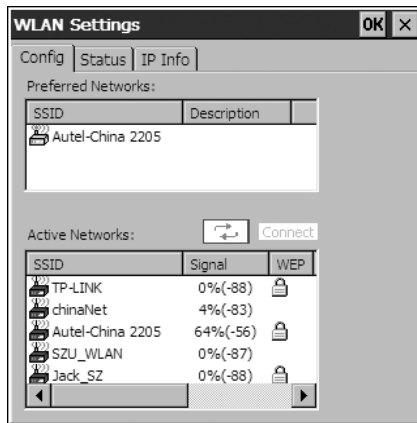 WLAN Settings OK ×
Config Status IP Info
Preferred Networks:
SSID Description
Autel-China 2205
Active Networks: Connect
SSID Signal WEP
TP-LINK 0%(-88)
chinaNet 4%(-83)
Autel-China 2205 64%(-56)
SZU_WLAN 0%(-87)
Jack_SZ 0%(-88)